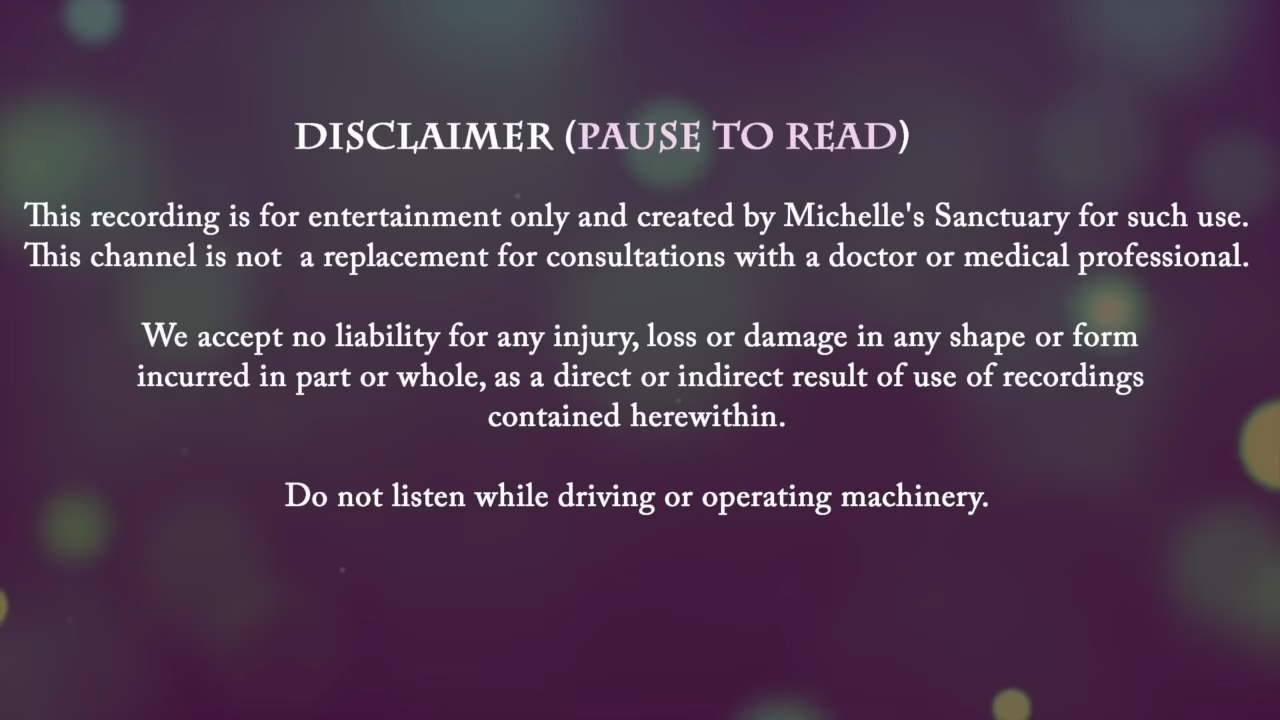 DISCLAIMER (PAUSE TO READ)
This recording is for entertainment only and created by Michelle's Sanctuary for such use.
This channel is not  a replacement for consultations with a doctor or medical professional.
We accept no liability for any injury, loss or damage in any shape or form
incurred in part or whole, as a direct or indirect result of use of recordings
contained herewithin.
Do not listen while driving or operating machinery.